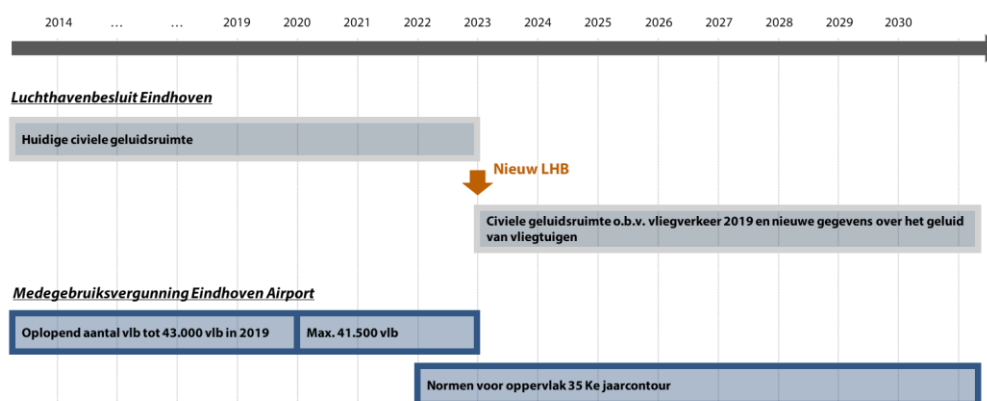 2014 ... ... 2019 2020 2021 2022 2023 2024 2025 2026 2027 2028 2029 2030
Luchthavenbesluit Eindhoven
Huidige civiele geluidsruimte
Nieuw LHB
Civiele geluidsruimte o.b.v. vliegverkeer 2019 en nieuwe gegevens over het geluid
van vliegtuigen
Medegebruiksvergunning Eindhoven Airport
Oplopend aantal vlb tot 43.000 vlb in 2019 Max. 41.500 vlb
Normen voor oppervlak 35 Ke jaarcontour